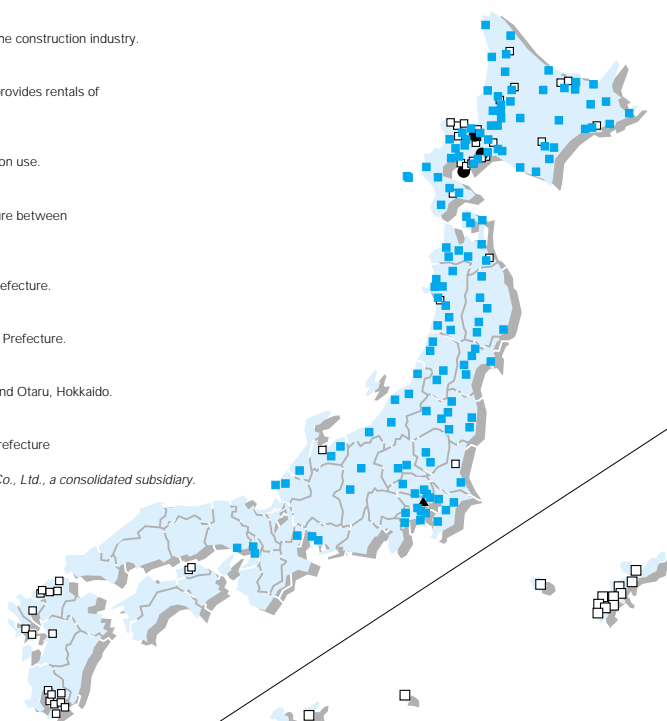 he construction industry.
rovides rentals of
on use.
re between
efecture.
Prefecture.
nd Otaru, Hokkaido.
refecture
Co., Ltd., a consolidated subsidiary.